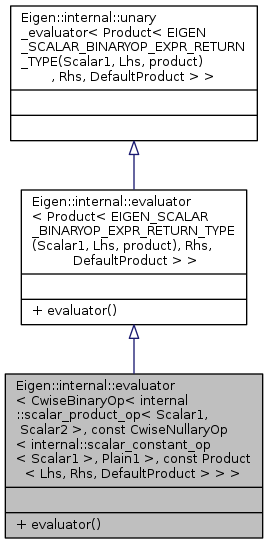 Eigen::internal::unary
_evaluator< Product< EIGEN
_SCALAR_BINARYOP_EXPR_RETURN
_TYPE(Scalar1, Lhs, product)
, Rhs, DefaultProduct > >
Eigen::internal::evaluator
< Product< EIGEN_SCALAR
_BINARYOP_EXPR_RETURN_TYPE
(Scalar1, Lhs, product), Rhs,
DefaultProduct > >
+ evaluator()
Eigen::internal::evaluator
< CwiseBinaryOp< internal
::scalar_product_op< Scalar1,
Scalar2 >, const CwiseNullaryOp
< internal::scalar_constant_op
< Scalar1 >, Plain1 >, const Product
< Lhs, Rhs, DefaultProduct > > >
+ evaluator()